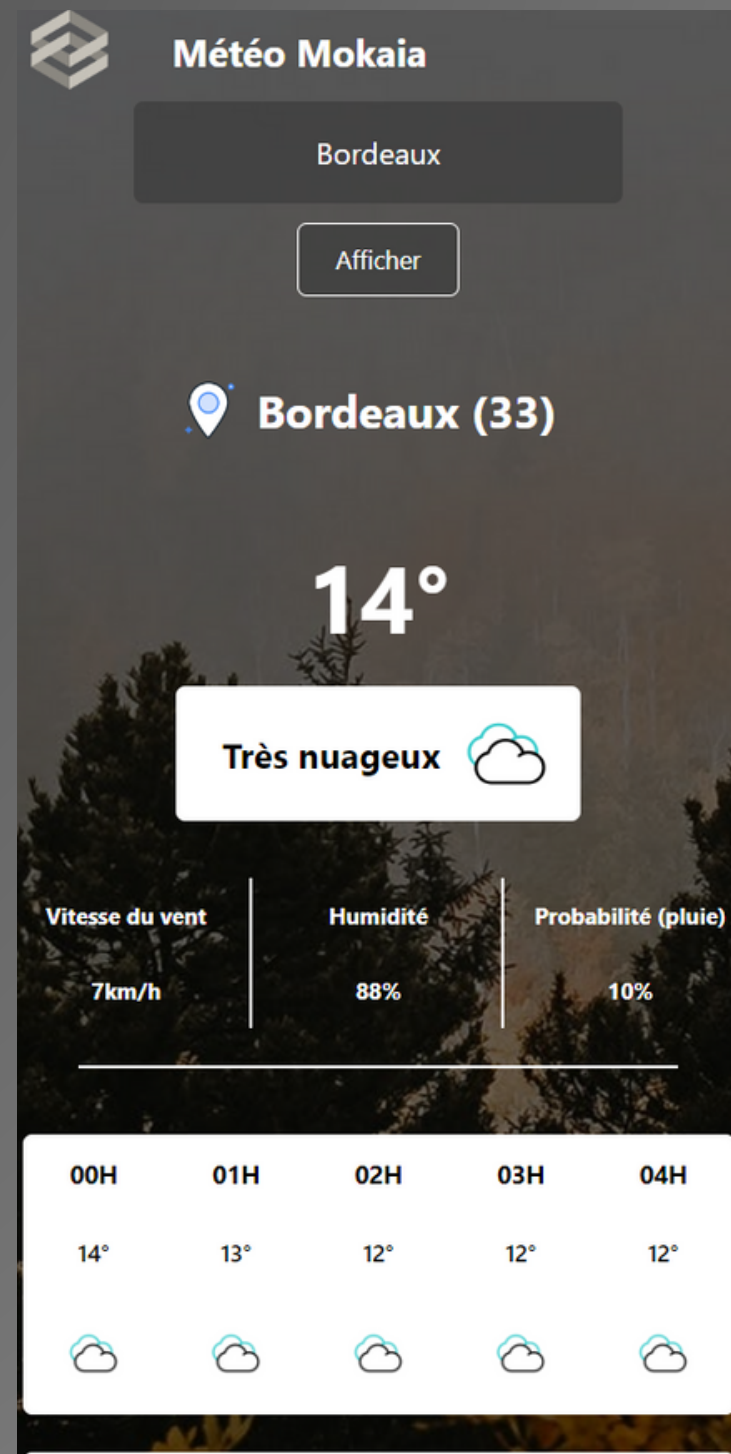 Météo Mokaia
Bordeaux
Afficher
Bordeaux (33)
14°
Très nuageux
Vitesse du vent Humidité Probabilité (pluie)
7km/h 88% 10%
00H 01H 02H 03H 04H
14° 13° 12° 12° 12°